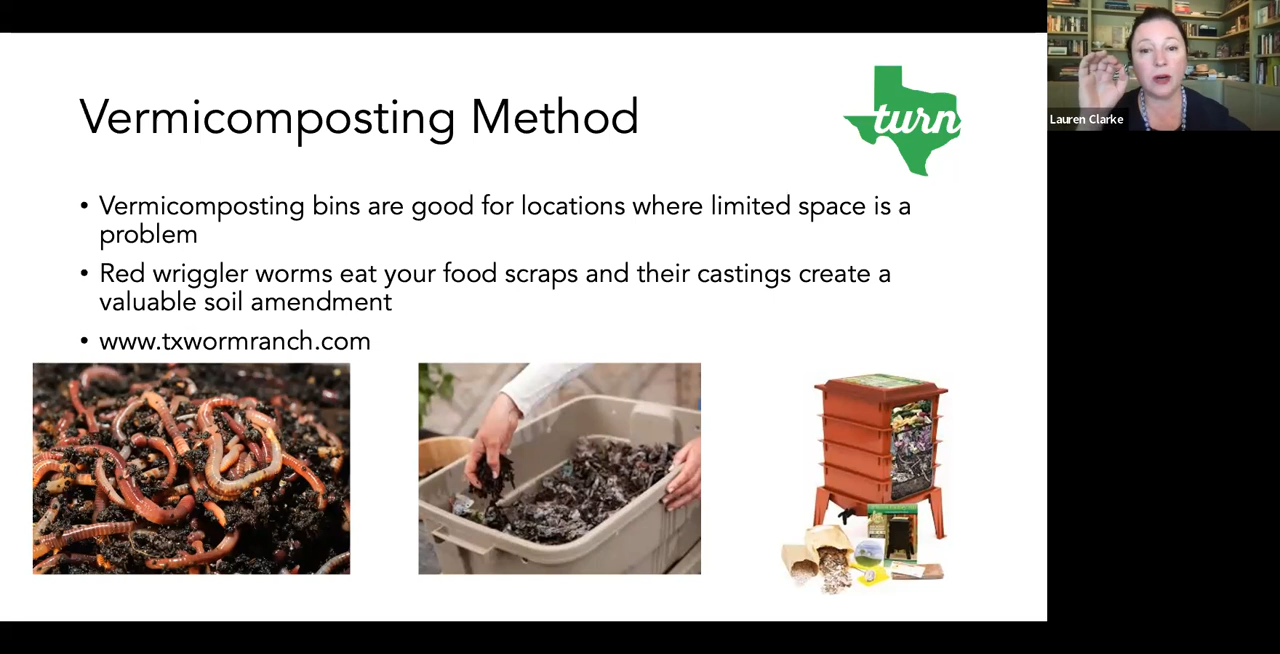 Vermicomposting Method
turn
• Vermicomposting bins are good for locations where limited space is a
problem
• Red wriggler worms eat your food scraps and their castings create a
valuable soil amendment
• www.txwormranch.com
Lauren Clarke